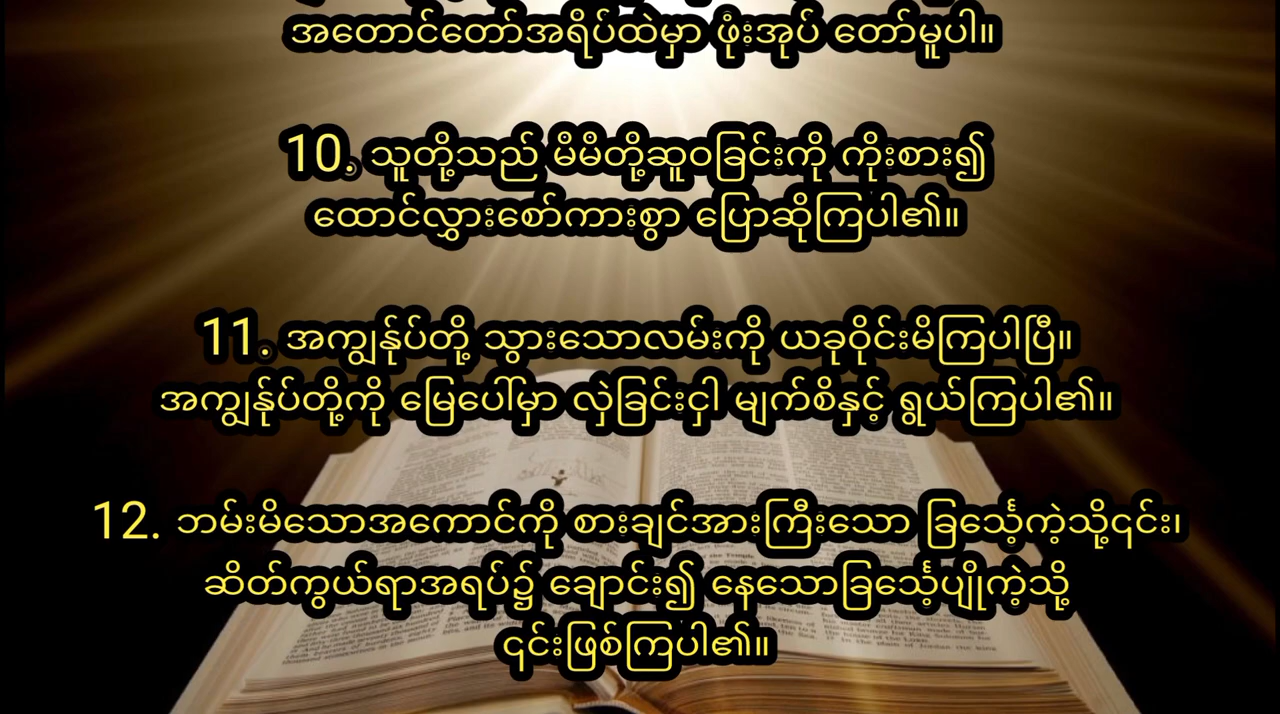 အတောင်တော်အရိပ်ထဲမှာ ဖုံးအုပ် တော်မူပါ။
10. သူတို့သည် မိမိတို့ဆူဝခြင်းကို ကိုးစား၍
ထောင်လွှားစော်ကားစွာ ပြောဆိုကြပါ၏။
11. အကျွန်ုပ်တို့ သွားသောလမ်းကို ယခုဝိုင်းမိကြပါပြီ။
အကျွန်ုပ်တို့ကို မြေပေါ်မှာ လှဲခြင်းငှါ မျက်စိနှင့် ရွယ်ကြပါ၏။
12. ဘမ်းမိသောအကောင်ကို စားချင်အားကြီးသော ခြင်္သေ့ကဲ့သို့၎င်း၊
ဆိတ်ကွယ်ရာအရပ်၌ ချောင်း၍ နေသောခြင်္သေ့ပျိုကဲ့သို့
၎င်းဖြစ်ကြပါ၏။